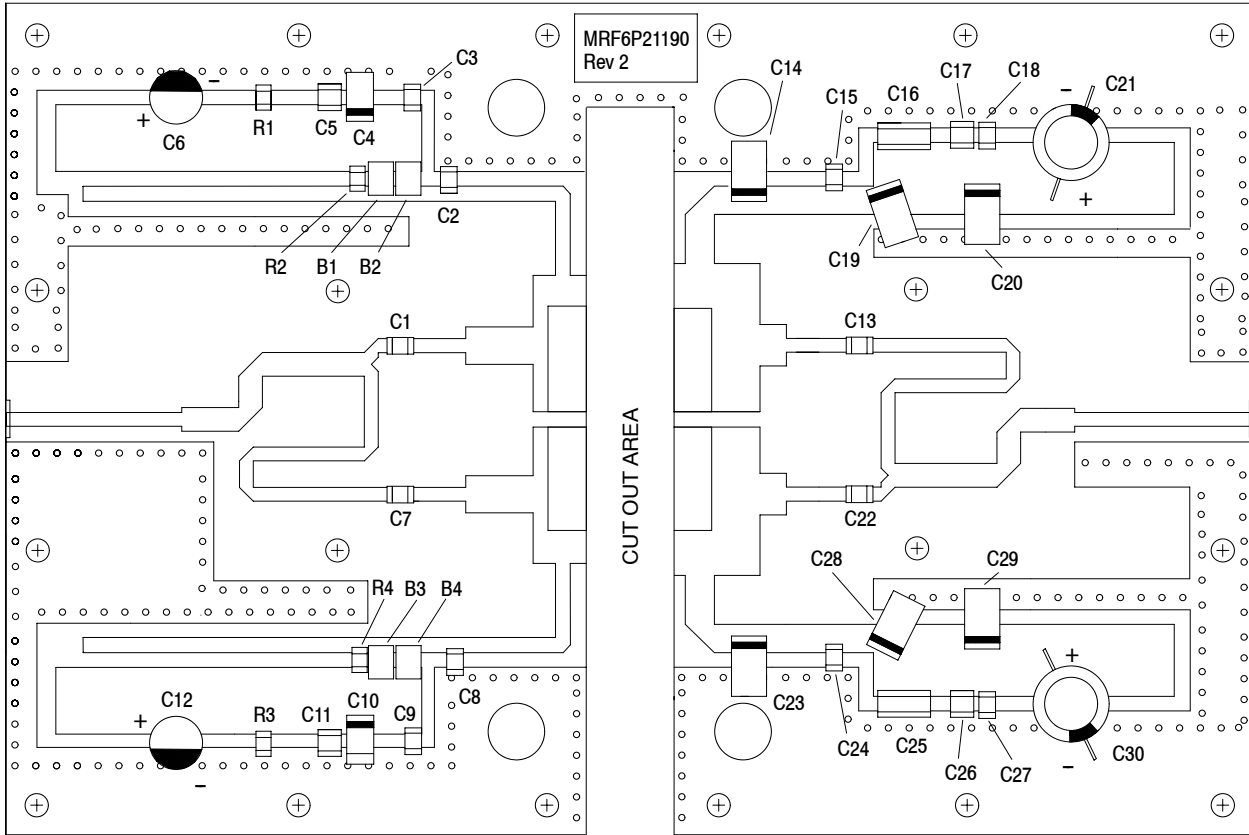 MRF6P21190
Rev 2
C3
C14
C17
C18
C21
C15
C16
-
-
+
C6
R1
C5
C4
+
C2
R2
B1
B2
C19
C20
C1
C13
CUT OUT AREA
C7
C22
C28
C29
R4
B3
B4
C8
C12
+
R3
C11
C10
C9
-
C23
C24
C25
C26
C27
+
-
C30